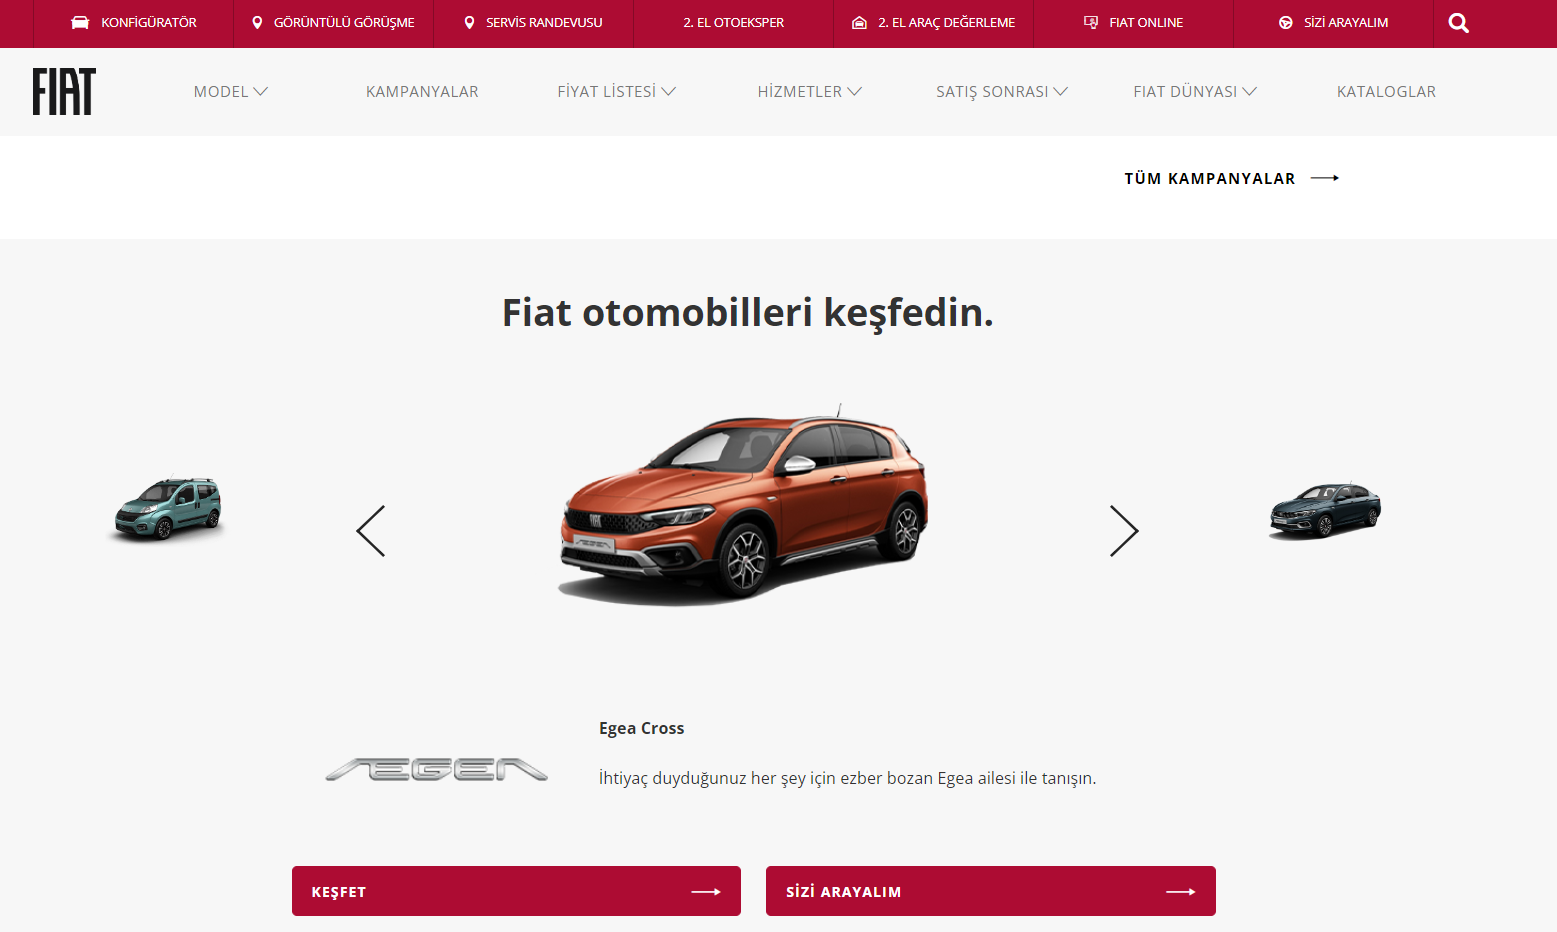 KONFİGÜRATÖR
GÖRÜNTÜLÜ GÖRÜŞME
SERVİS RANDEVUSU
2. EL OTOEKSPER
2. EL ARAÇ DEĞERLEME
FIAT ONLINE
SİZİ ARAYALIM
FIAT
MODEL
KAMPANYALAR
FİYAT LİSTESİ
HİZMETLER
SATIŞ SONRASI
FIAT DÜNYASI
KATALOGLAR
TÜM KAMPANYALAR
Fiat otomobilleri keşfedin.
Egea Cross
EGEA
İhtiyaç duyduğunuz her şey için ezber bozan Egea ailesi ile tanışın.
KEŞFET
SİZİ ARAYALIM